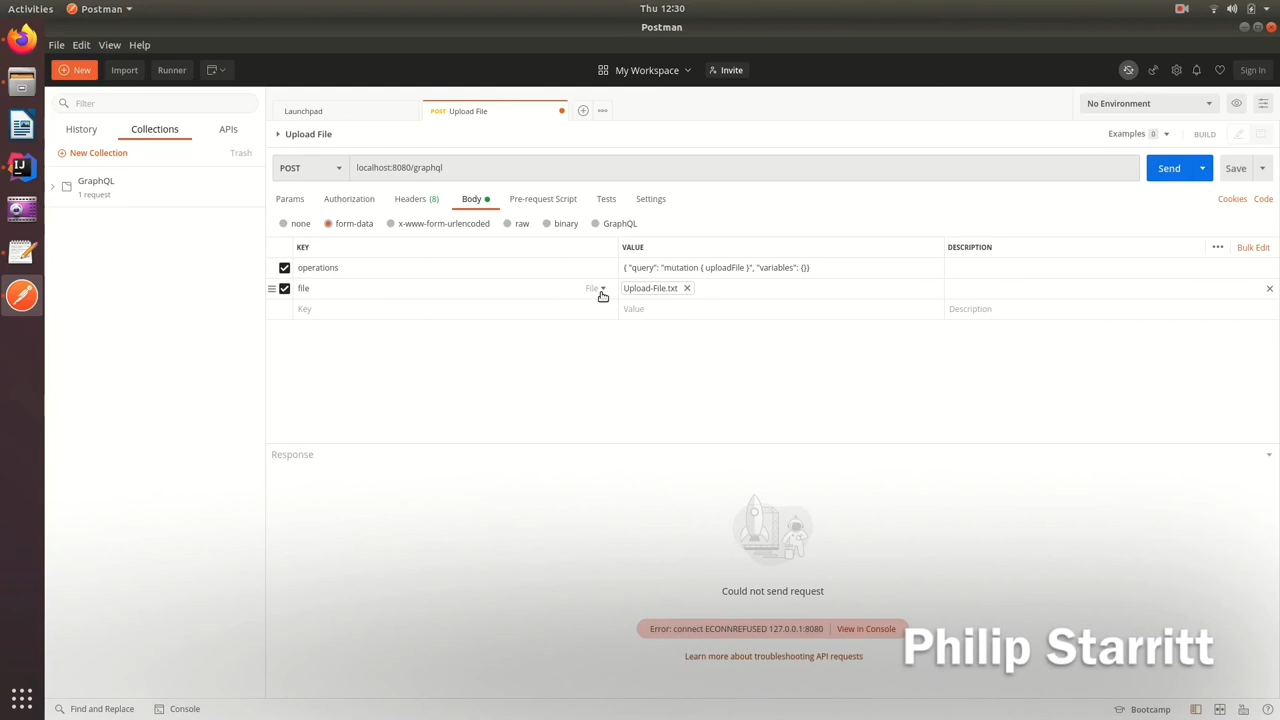 Activities Postman Thu 12:30
Postman
File Edit View Help
New Import Runner My Workspace Invite Sign In
Filter
History Collections APIs
New Collection Trash
GraphQL
1 request
Launchpad POST Upload File No Environment
Upload File Examples 0 BUILD
POST localhost:8080/graphql Send Save
Params Authorization Headers (8) Body Pre-request Script Tests Settings Cookies Code
none form-data x-www-form-urlencoded raw binary GraphQL
KEY VALUE DESCRIPTION Bulk Edit
operations { "query": "mutation { uploadFile }", "variables": {}}
file File Upload-File.txt
Key Value Description
Response
Could not send request
Error: connect ECONNREFUSED 127.0.0.1:8080 View in Console
Learn more about troubleshooting API requests
Philip Starritt
Find and Replace Console Bootcamp